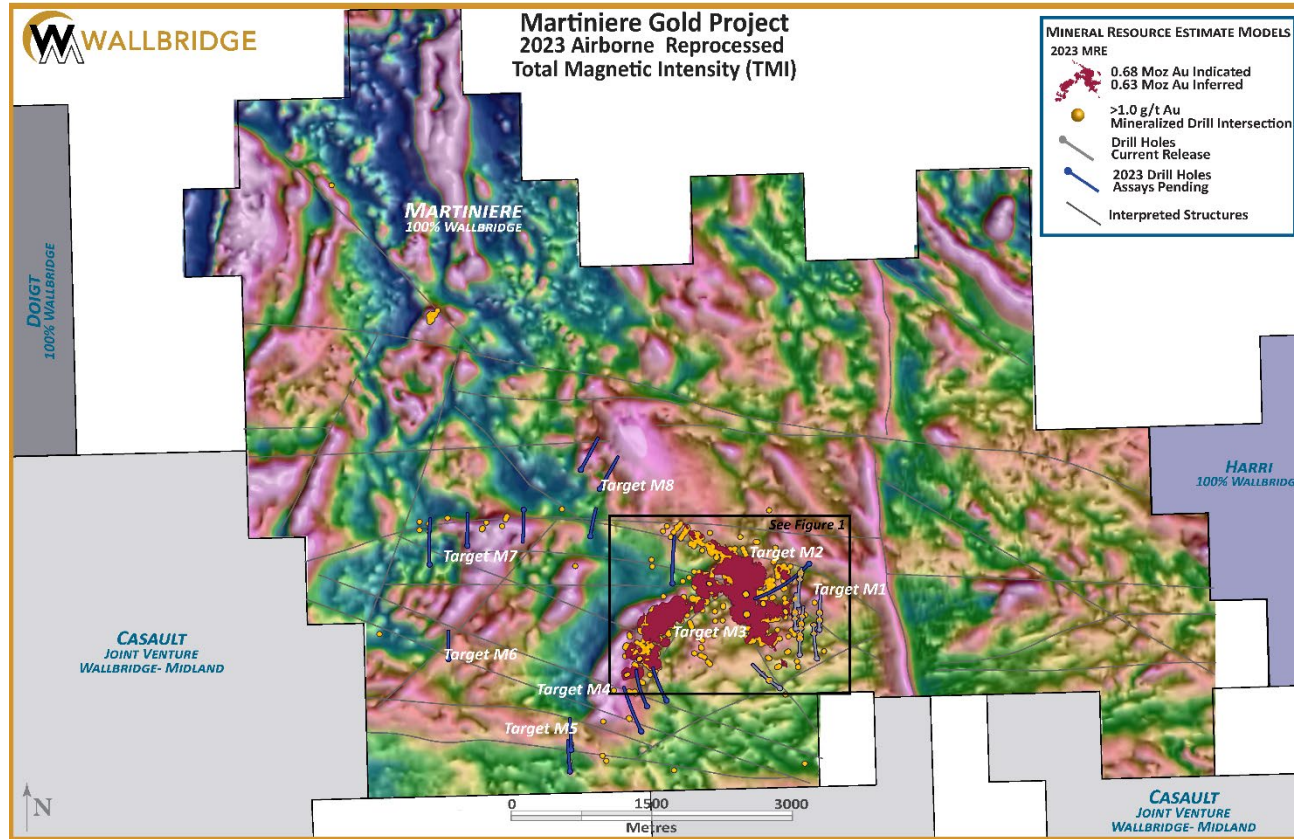 WALLBRIDGE
Martiniere Gold Project
2023 Airborne Reprocessed
Total Magnetic Intensity (TMI)
MINERAL RESOURCE ESTIMATE MODELS
2023 MRE
0.68 Moz Au Indicated
0.63 Moz Au Inferred
>1.0 g/t Au
Mineralized Drill Intersection
Drill Holes
Current Release
2023 Drill Holes
Assays Pending
Interpreted Structures
MARTINIERE
100% WALLBRIDGE
DOIGT
100% WALLBRIDGE
HARRI
100% WALLBRIDG
Target M8
See Figure 1
Target M7
Target M2
Target M1
Target M3
Target M6
Target M4
Target M5
CASAULT
JOINT VENTURE
WALLBRIDGE- MIDLAND
N
0 1500 3000
Metres
CASAULT
JOINT VENTURE
WALLBRIDGE- MIDLAND